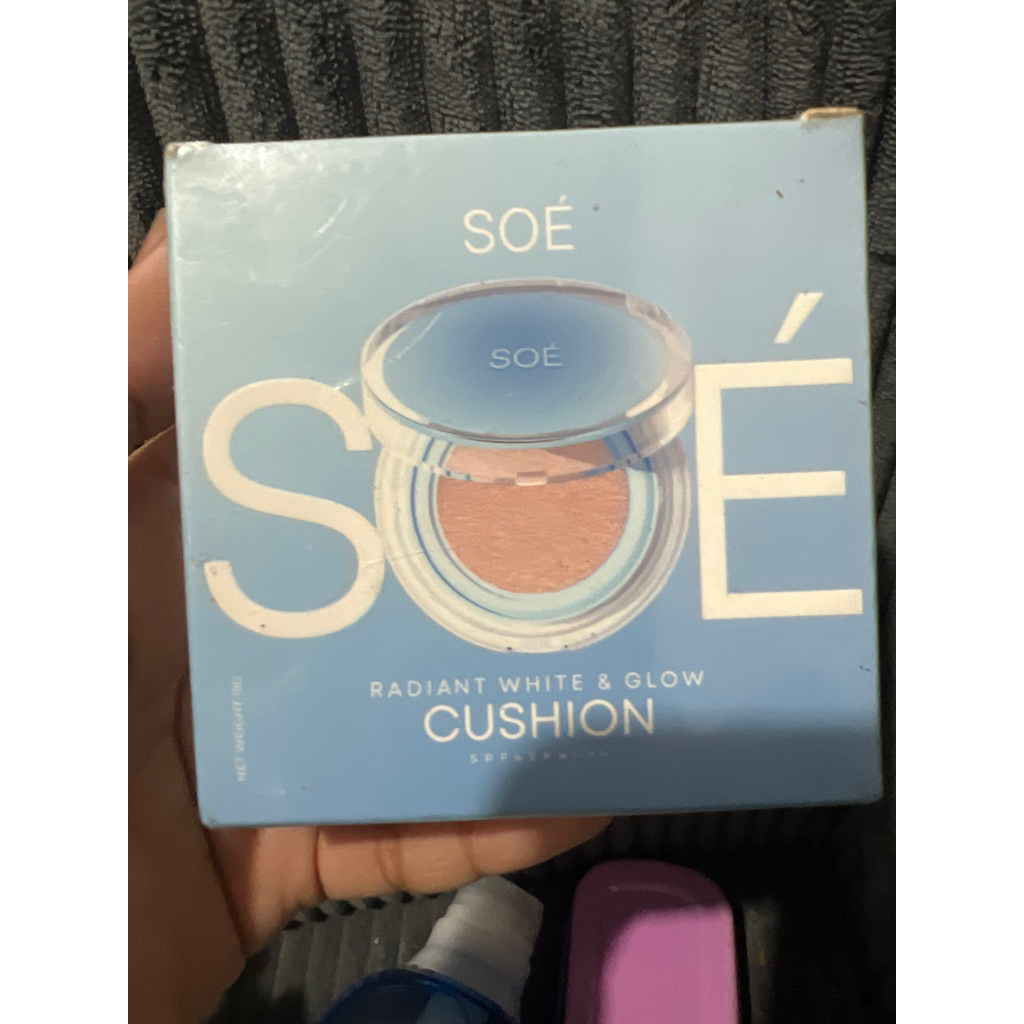 SOÉ
SOÉ
SOÉ
RADIANT WHITE & GLOW
CUSHION
NET WEIGHT